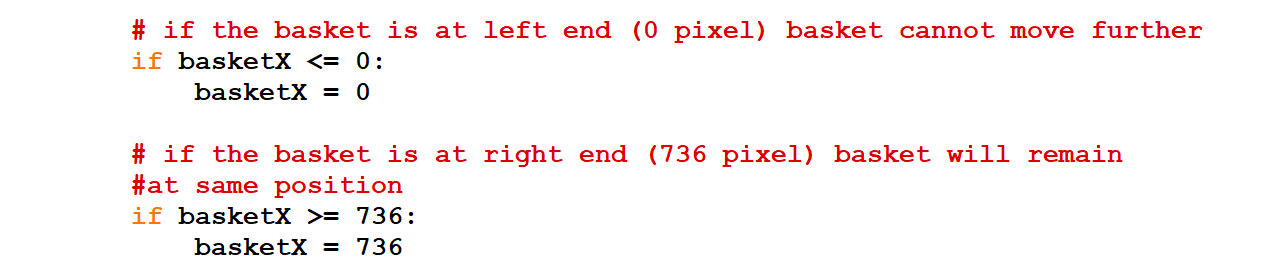 # if the basket is at left end (0 pixel) basket cannot move further
if basketX <= 0:
    basketX = 0
# if the basket is at right end (736 pixel) basket will remain
#at same position
if basketX >= 736:
    basketX = 736